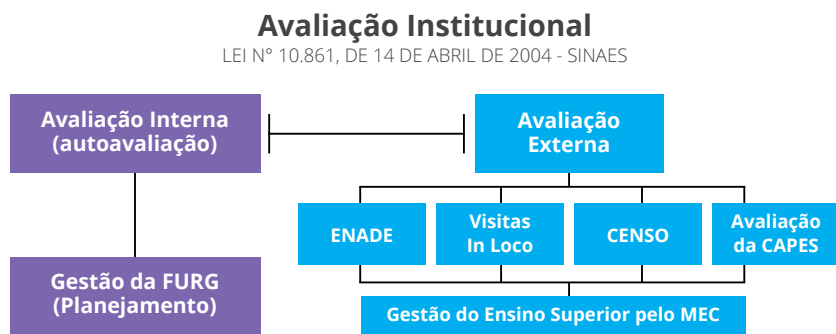 Avaliação Institucional
LEI N° 10.861, DE 14 DE ABRIL DE 2004 - SINAES
Avaliação Interna
(autoavaliação)
Avaliação
Externa
ENADE
Visitas
In Loco
CENSO
Avaliação
da CAPES
Gestão da FURG
(Planejamento)
Gestão do Ensino Superior pelo MEC